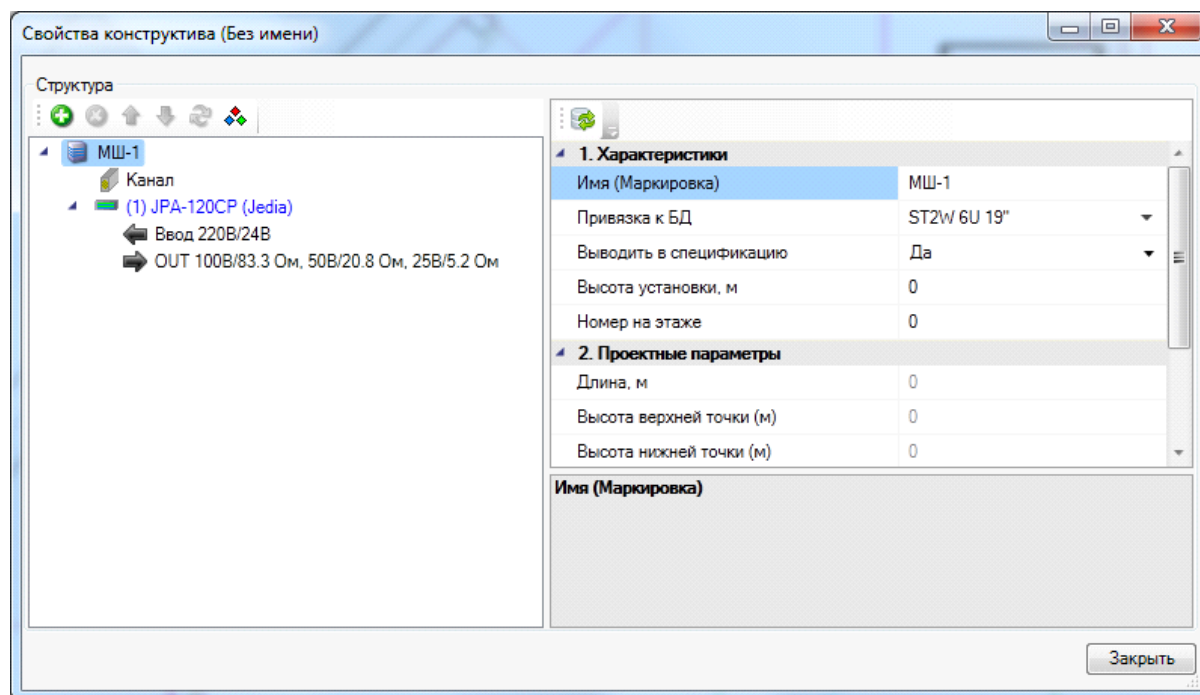 Свойства конструктива (Без имени)
Структура
МШ-1
Канал
(1) JPA-120CP (Jedia)
Ввод 220В/24В
OUT 100В/83.3 Ом, 50В/20.8 Ом, 25В/5.2 Ом
1. Характеристики
Имя (Маркировка) МШ-1
Привязка к БД ST2W 6U 19"
Выводить в спецификацию Да
Высота установки, м 0
Номер на этаже 0
2. Проектные параметры
Длина, м 0
Высота верхней точки (м) 0
Высота нижней точки (м) 0
Имя (Маркировка)
Закрыть